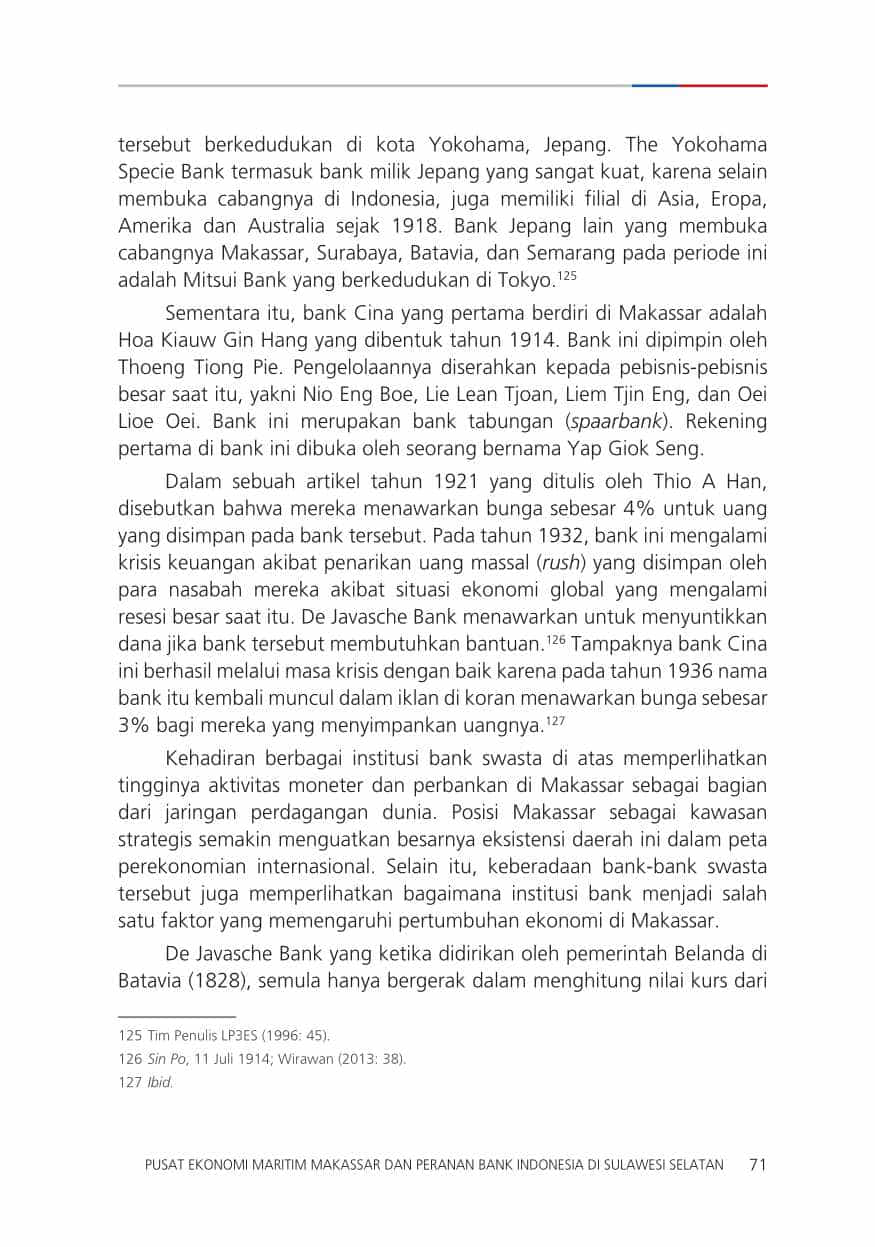 tersebut berkedudukan di kota Yokohama, Jepang. The Yokohama
Specie Bank termasuk bank milik Jepang yang sangat kuat, karena selain
membuka cabangnya di Indonesia, juga memiliki filial di Asia, Eropa,
Amerika dan Australia sejak 1918. Bank Jepang lain yang membuka
cabangnya Makassar, Surabaya, Batavia, dan Semarang pada periode ini
adalah Mitsui Bank yang berkedudukan di Tokyo.125
Sementara itu, bank Cina yang pertama berdiri di Makassar adalah
Hoa Kiauw Gin Hang yang dibentuk tahun 1914. Bank ini dipimpin oleh
Thoeng Tiong Pie. Pengelolaannya diserahkan kepada pebisnis-pebisnis
besar saat itu, yakni Nio Eng Boe, Lie Lean Tjoan, Liem Tjin Eng, dan Oei
Lioe Oei. Bank ini merupakan bank tabungan (spaarbank). Rekening
pertama di bank ini dibuka oleh seorang bernama Yap Giok Seng.
Dalam sebuah artikel tahun 1921 yang ditulis oleh Thio A Han,
disebutkan bahwa mereka menawarkan bunga sebesar 4% untuk uang
yang disimpan pada bank tersebut. Pada tahun 1932, bank ini mengalami
krisis keuangan akibat penarikan uang massal (rush) yang disimpan oleh
para nasabah mereka akibat situasi ekonomi global yang mengalami
resesi besar saat itu. De Javasche Bank menawarkan untuk menyuntikkan
dana jika bank tersebut membutuhkan bantuan.126 Tampaknya bank Cina
ini berhasil melalui masa krisis dengan baik karena pada tahun 1936 nama
bank itu kembali muncul dalam iklan di koran menawarkan bunga sebesar
3% bagi mereka yang menyimpankan uangnya.127
Kehadiran berbagai institusi bank swasta di atas memperlihatkan
tingginya aktivitas moneter dan perbankan di Makassar sebagai bagian
dari jaringan perdagangan dunia. Posisi Makassar sebagai kawasan
strategis semakin menguatkan besarnya eksistensi daerah ini dalam peta
perekonomian internasional. Selain itu, keberadaan bank-bank swasta
tersebut juga memperlihatkan bagaimana institusi bank menjadi salah
satu faktor yang memengaruhi pertumbuhan ekonomi di Makassar.
De Javasche Bank yang ketika didirikan oleh pemerintah Belanda di
Batavia (1828), semula hanya bergerak dalam menghitung nilai kurs dari
125 Tim Penulis LP3ES (1996: 45).
126 Sin Po, 11 Juli 1914; Wirawan (2013: 38).
127 Ibid.
PUSAT EKONOMI MARITIM MAKASSAR DAN PERANAN BANK INDONESIA DI SULAWESI SELATAN 71